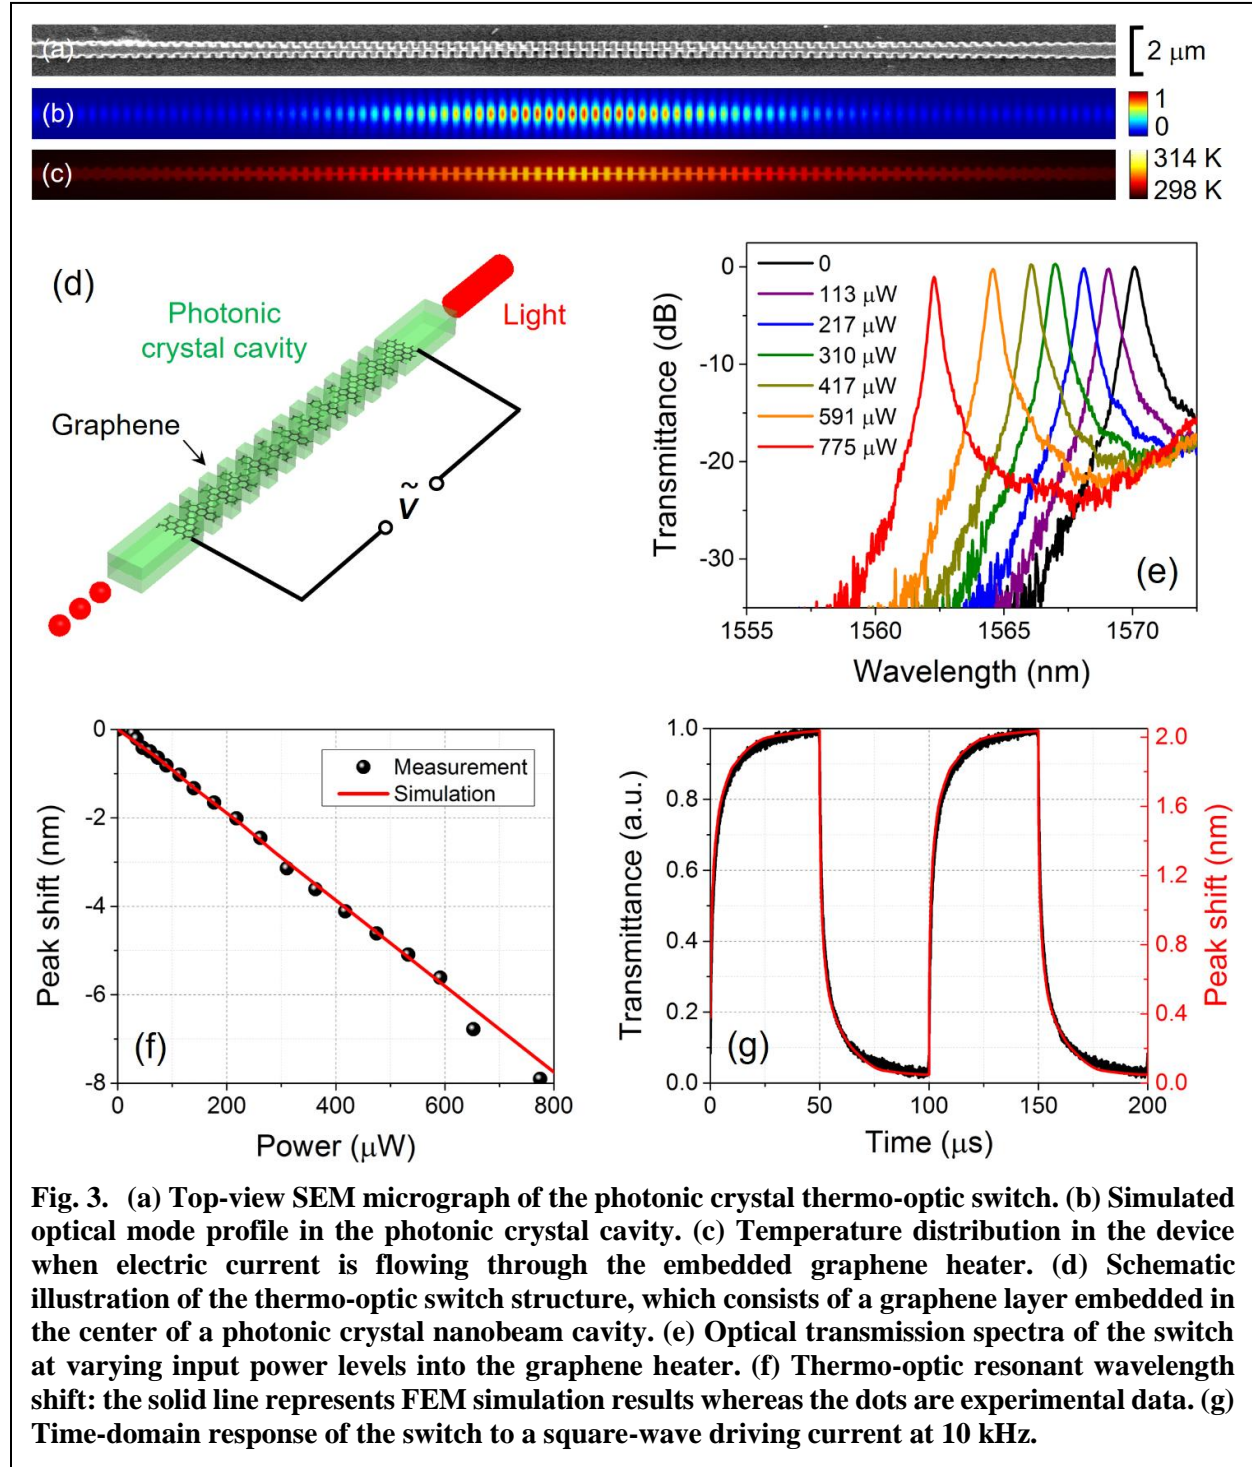 (a)
2 μm
(b)
1
0
(c)
314 K
298 K
(d)
Photonic
crystal cavity
Light
Graphene
ṽ
0
113 μW
217 μW
310 μW
417 μW
591 μW
775 μW
0
-10
-20
-30
Transmittance (dB)
(e)
1555
1560
1565
1570
Wavelength (nm)
0
-2
-4
-6
-8
Peak shift (nm)
Measurement
Simulation
(f)
0
200
400
600
800
Power (μW)
1.0
0.8
0.6
0.4
0.2
0.0
Transmittance (a.u.)
2.0
1.6
1.2
0.8
0.4
0.0
Peak shift (nm)
(g)
0
50
100
150
200
Time (μs)
Fig. 3. (a) Top-view SEM micrograph of the photonic crystal thermo-optic switch. (b) Simulated
optical mode profile in the photonic crystal cavity. (c) Temperature distribution in the device
when electric current is flowing through the embedded graphene heater. (d) Schematic
illustration of the thermo-optic switch structure, which consists of a graphene layer embedded in
the center of a photonic crystal nanobeam cavity. (e) Optical transmission spectra of the switch
at varying input power levels into the graphene heater. (f) Thermo-optic resonant wavelength
shift: the solid line represents FEM simulation results whereas the dots are experimental data. (g)
Time-domain response of the switch to a square-wave driving current at 10 kHz.